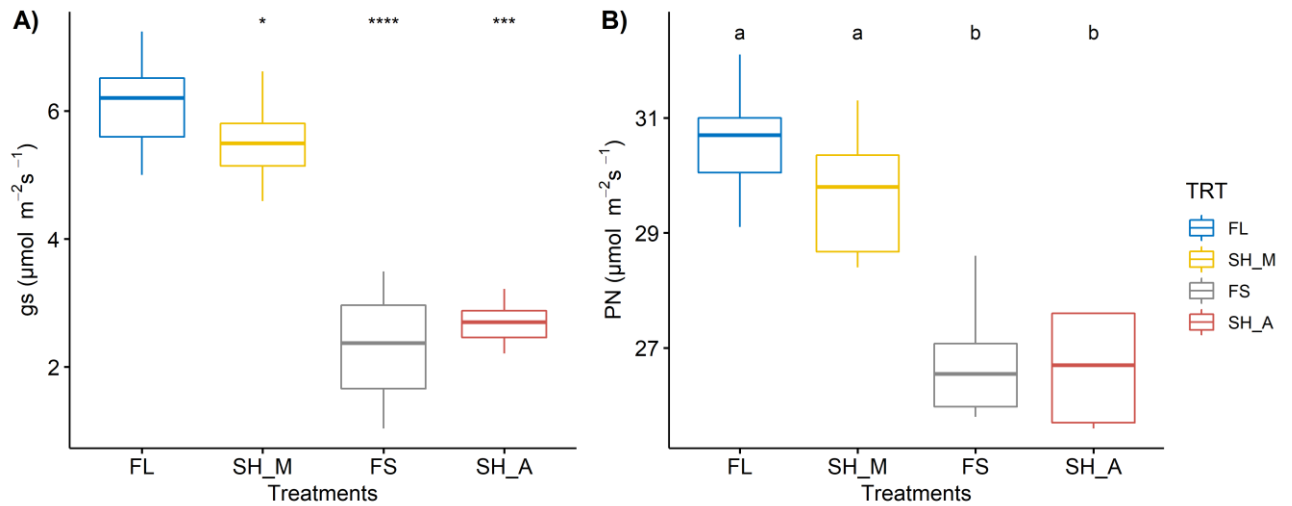 A)
* **** ***
6
4
2
gs (μmol m⁻²s⁻¹)
FL SH_M FS SH_A
Treatments
B)
a a b b
31
29
27
PN (μmol m⁻²s⁻¹)
FL SH_M FS SH_A
Treatments
TRT
FL
SH_M
FS
SH_A